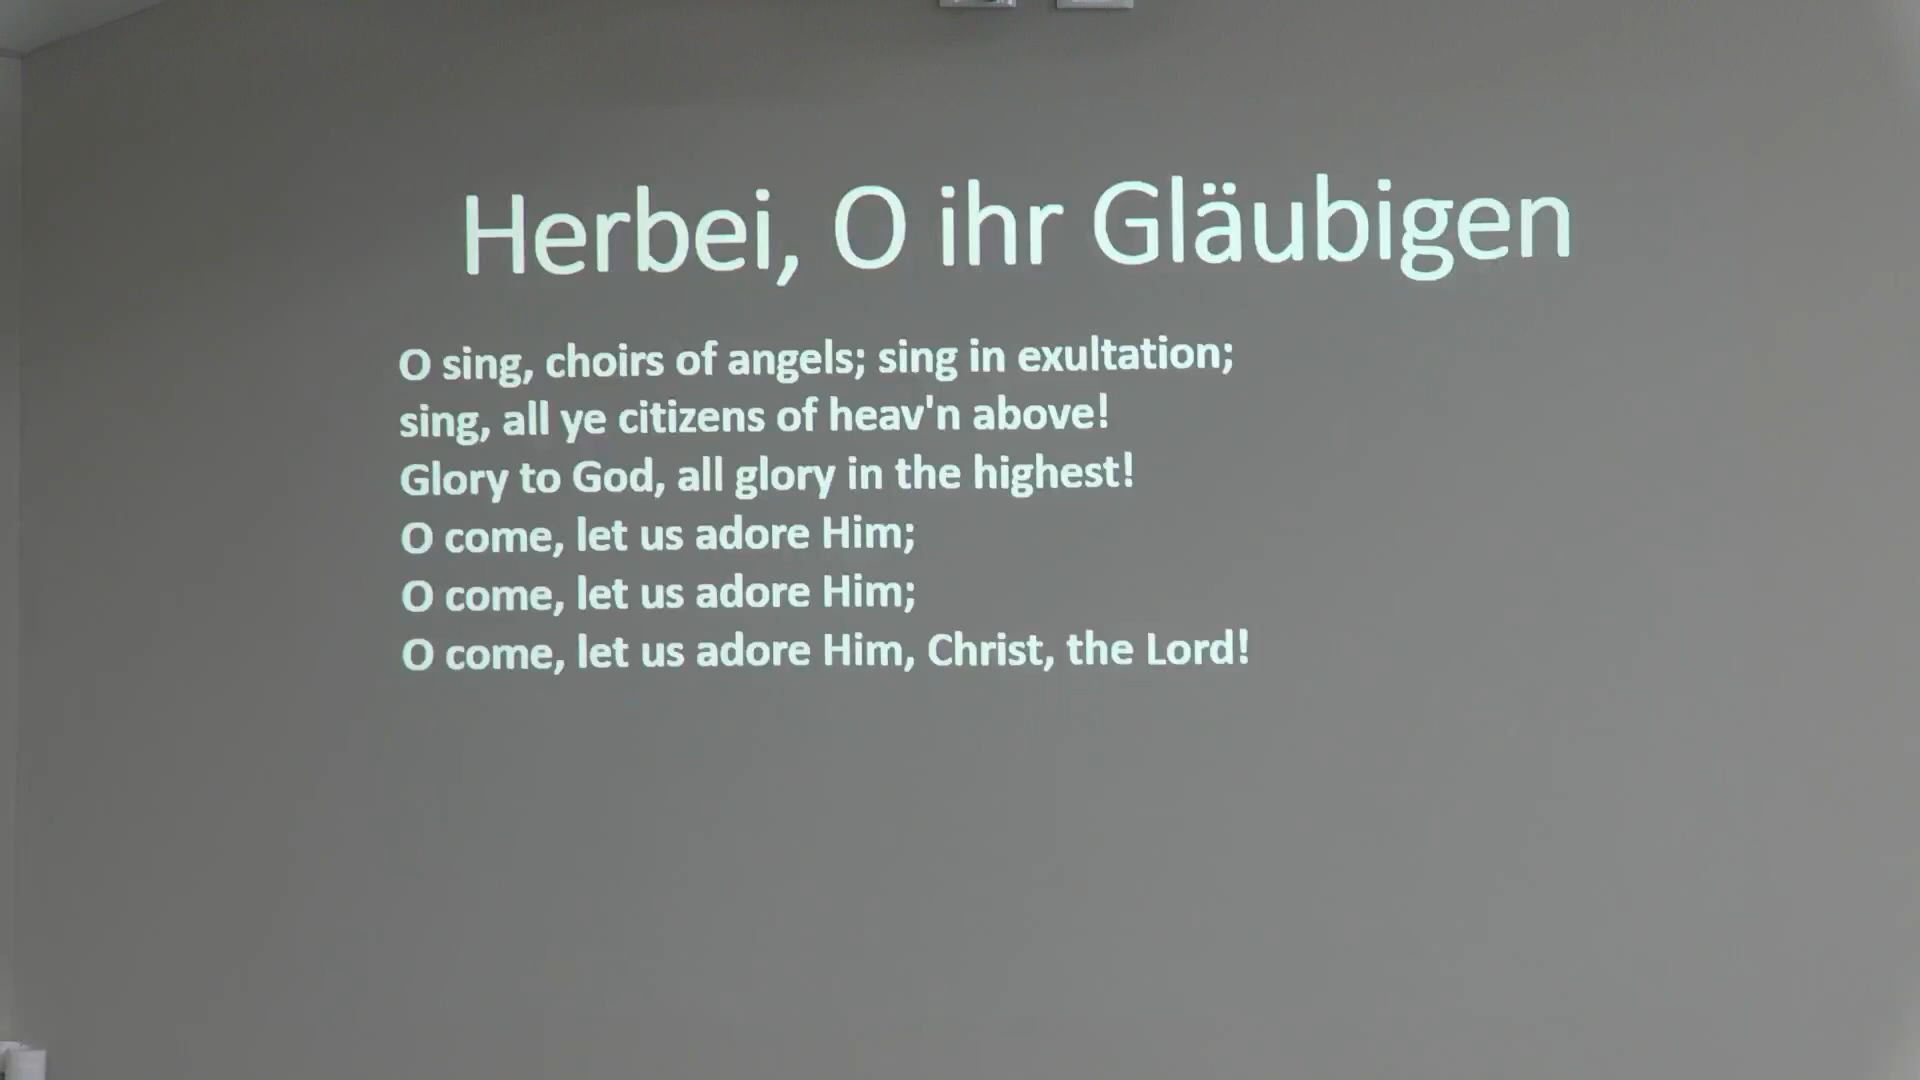 Herbei, O ihr Gläubigen
O sing, choirs of angels; sing in exultation;
sing, all ye citizens of heav'n above!
Glory to God, all glory in the highest!
O come, let us adore Him;
O come, let us adore Him;
O come, let us adore Him, Christ, the Lord!